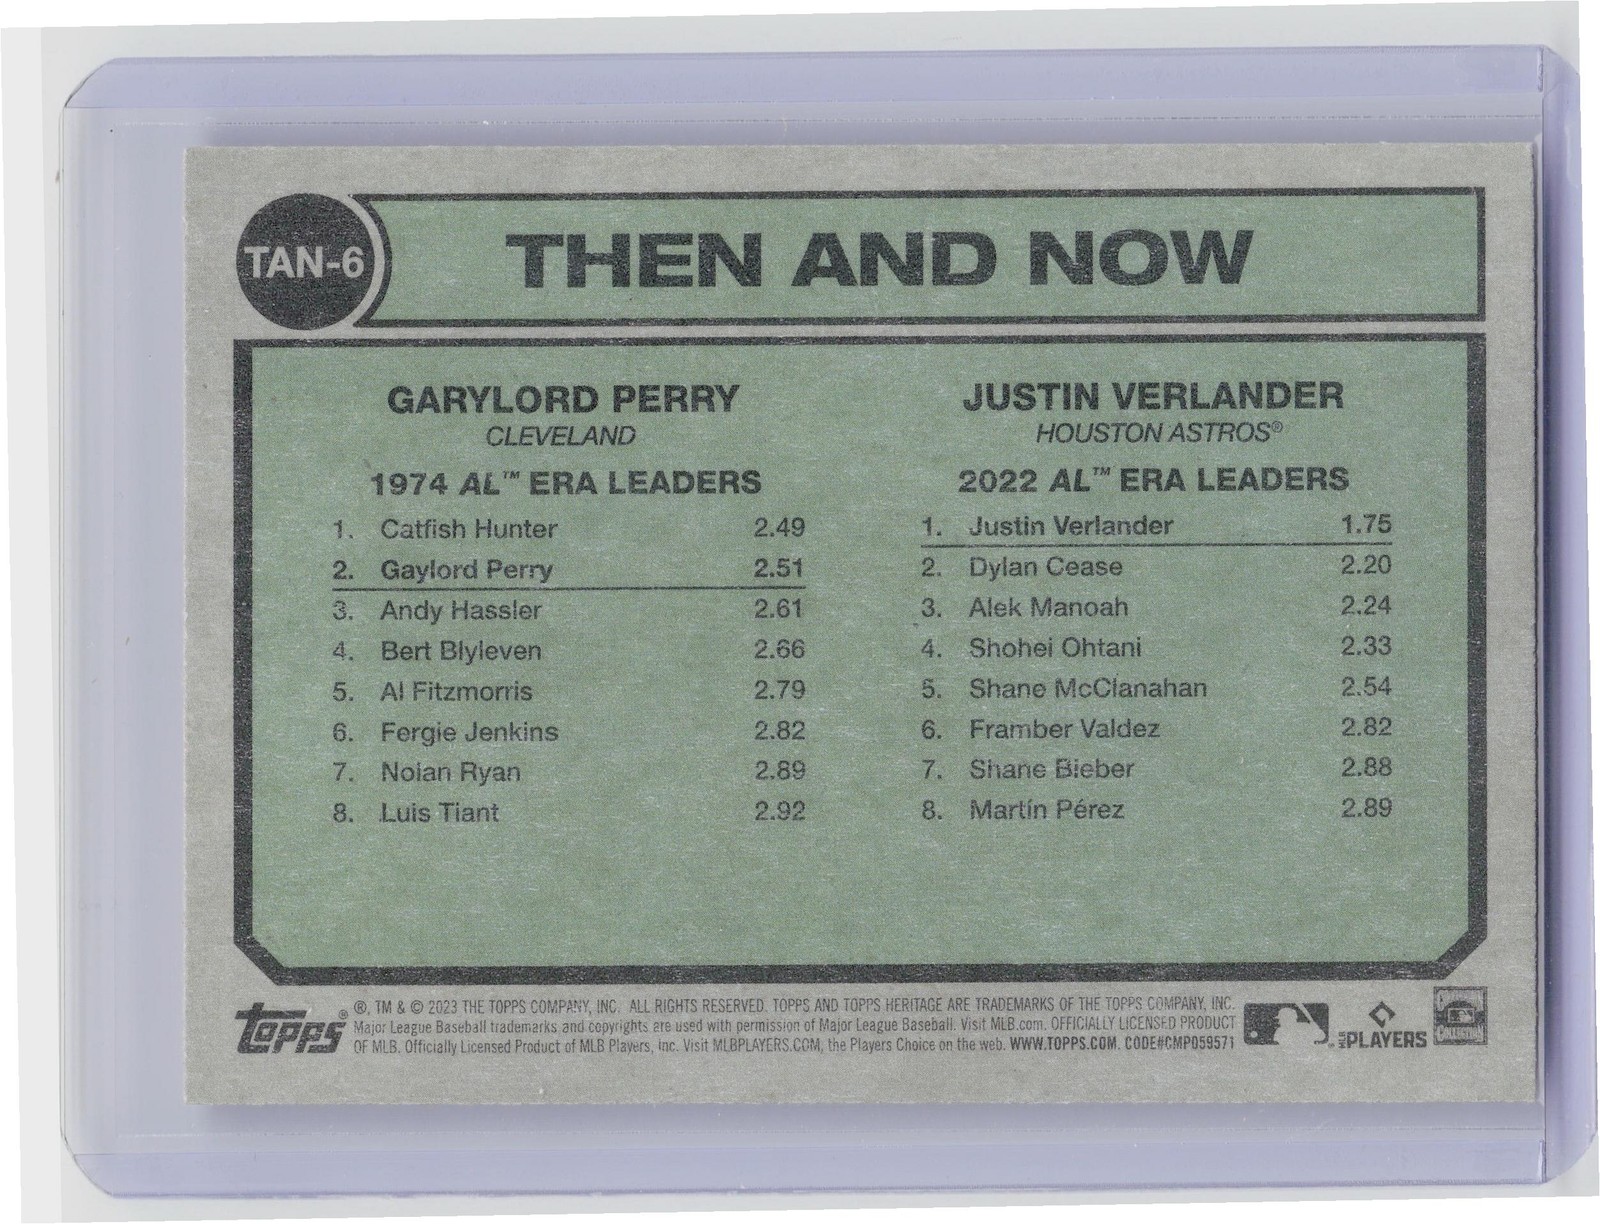 TAN-6
THEN AND NOW
GARYLORD PERRY
CLEVELAND
1974 AL™ ERA LEADERS
1. Catfish Hunter 2.49
2. Gaylord Perry 2.51
3. Andy Hassler 2.61
4. Bert Blyleven 2.66
5. Al Fitzmorris 2.79
6. Fergie Jenkins 2.82
7. Nolan Ryan 2.89
8. Luis Tiant 2.92
JUSTIN VERLANDER
HOUSTON ASTROS®
2022 AL™ ERA LEADERS
1. Justin Verlander 1.75
2. Dylan Cease 2.20
3. Alek Manoah 2.24
4. Shohei Ohtani 2.33
5. Shane McClanahan 2.54
6. Framber Valdez 2.82
7. Shane Bieber 2.88
8. Martín Pérez 2.89
Topps®
®, TM & © 2023 THE TOPPS COMPANY, INC. ALL RIGHTS RESERVED. TOPPS AND TOPPS HERITAGE ARE TRADEMARKS OF THE TOPPS COMPANY, INC.
Major League Baseball trademarks and copyrights are used with permission of Major League Baseball. Visit MLB.com. OFFICIALLY LICENSED PRODUCT
OF MLB. Officially Licensed Product of MLB Players, Inc. Visit MLBPLAYERS.COM, the Players Choice on the web. WWW.TOPPS.COM. CODE#CMP059571
MLB PLAYERS
COLLECTION